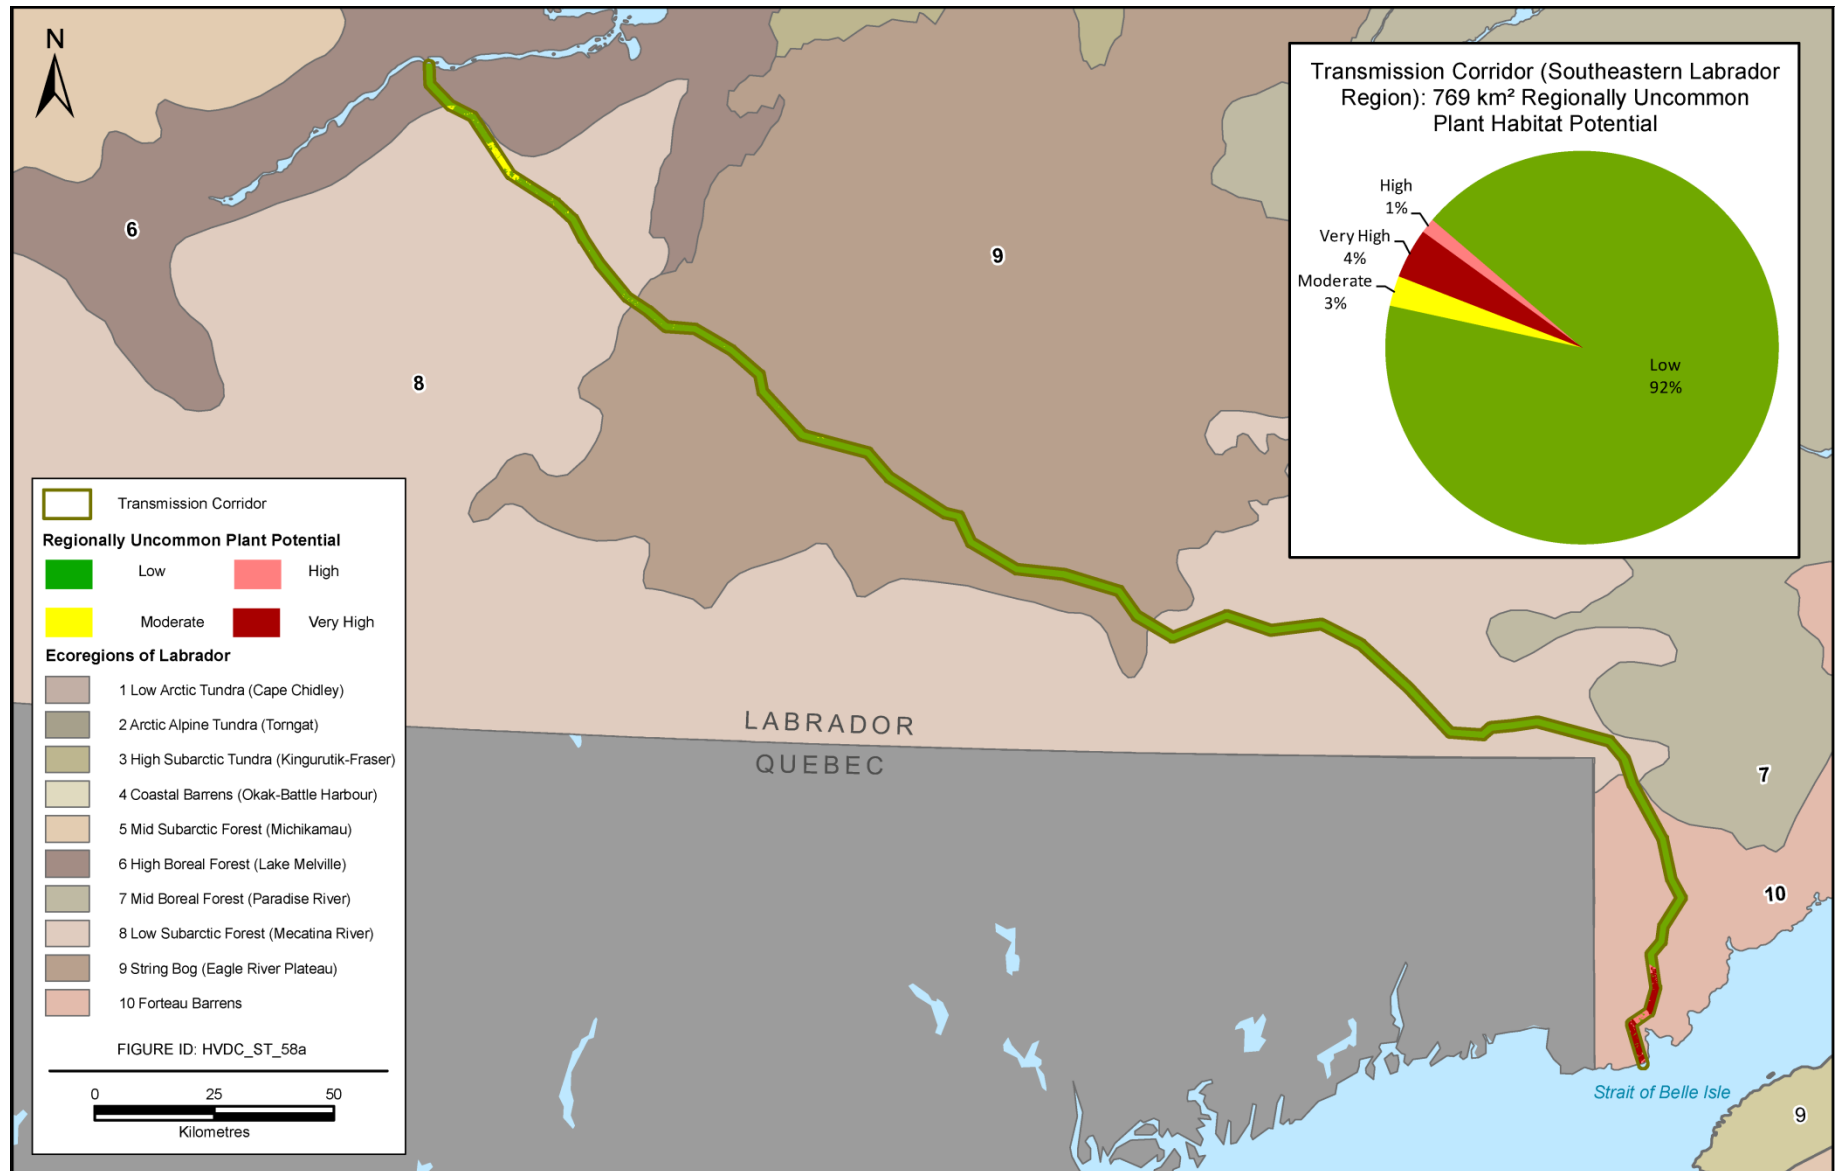 N
Transmission Corridor (Southeastern Labrador
Region): 769 km² Regionally Uncommon
Plant Habitat Potential
High
1%
Very High
4%
Moderate
3%
Low
92%
6
9
8
7
10
9
LABRADOR
QUEBEC
Strait of Belle Isle
Transmission Corridor
Regionally Uncommon Plant Potential
Low
High
Moderate
Very High
Ecoregions of Labrador
1 Low Arctic Tundra (Cape Chidley)
2 Arctic Alpine Tundra (Torngat)
3 High Subarctic Tundra (Kingurutik-Fraser)
4 Coastal Barrens (Okak-Battle Harbour)
5 Mid Subarctic Forest (Michikamau)
6 High Boreal Forest (Lake Melville)
7 Mid Boreal Forest (Paradise River)
8 Low Subarctic Forest (Mecatina River)
9 String Bog (Eagle River Plateau)
10 Forteau Barrens
FIGURE ID: HVDC_ST_58a
0 25 50
Kilometres